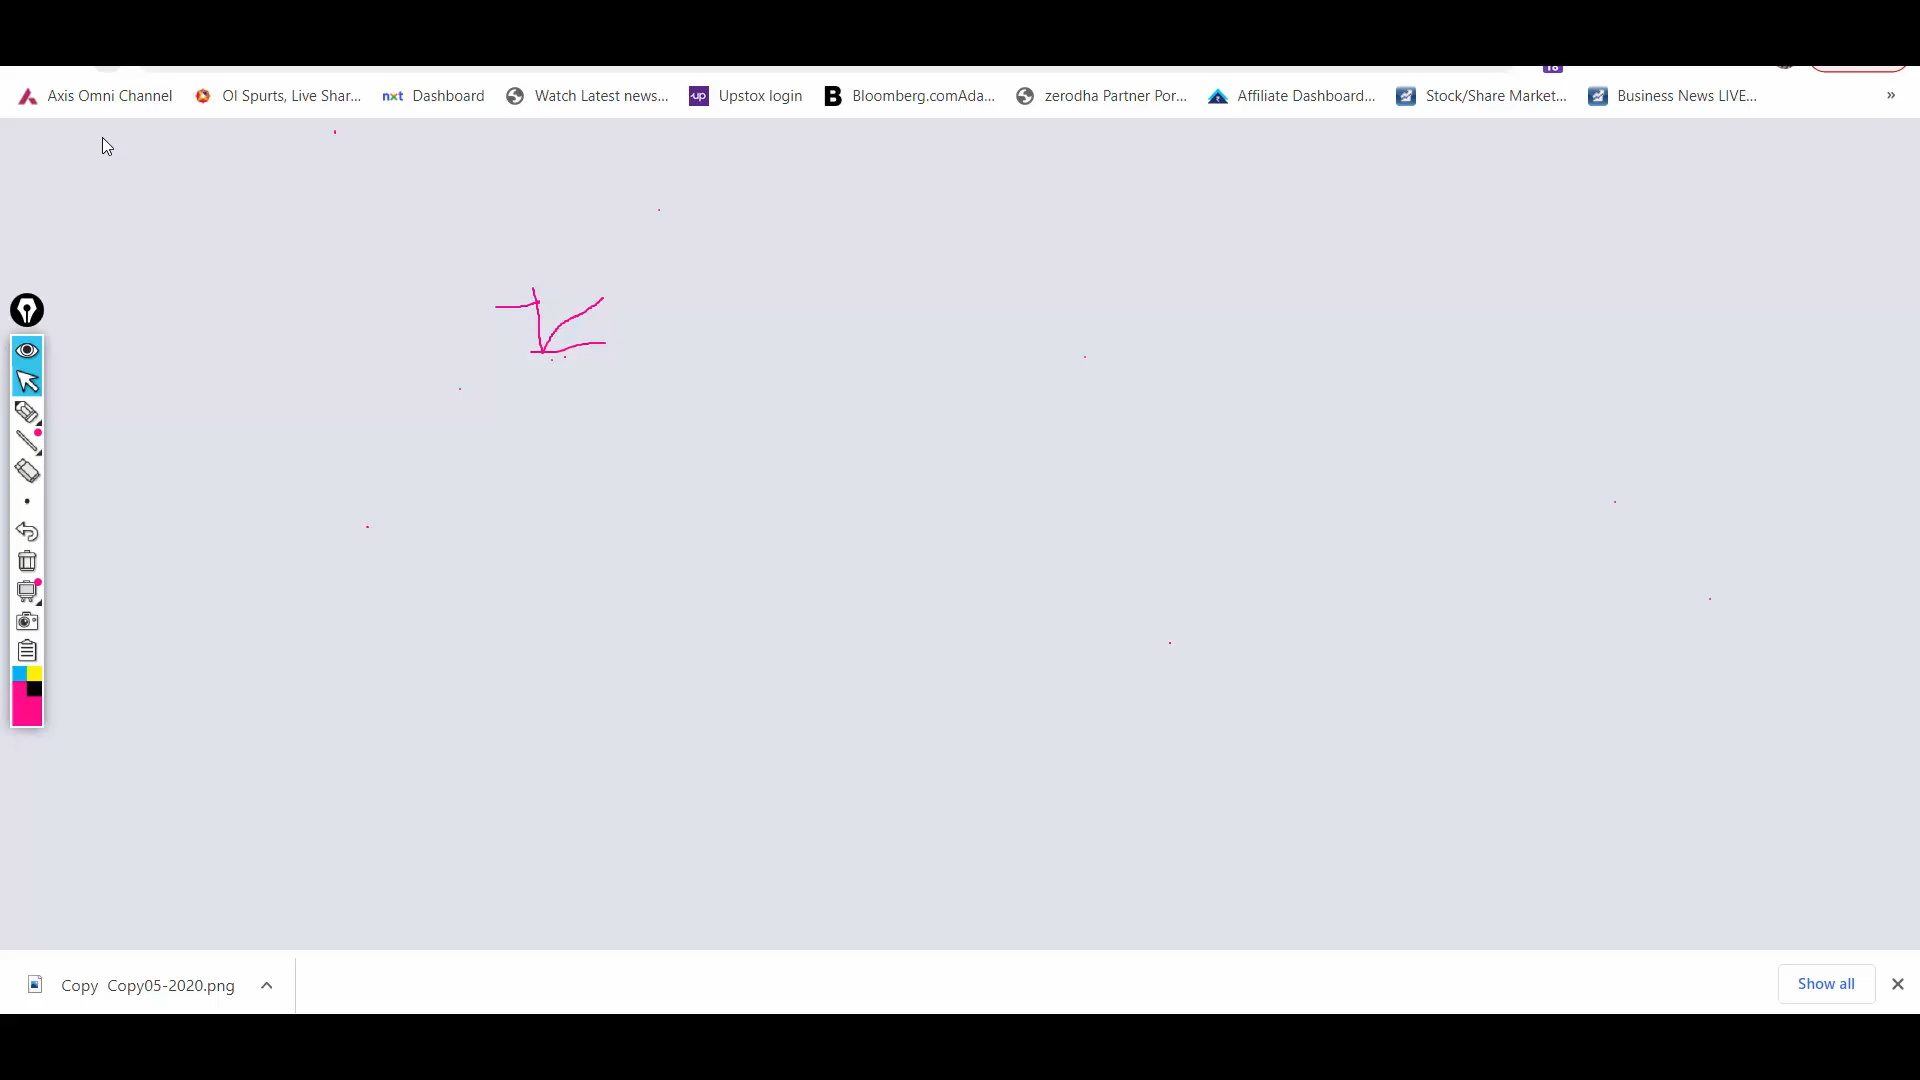 Axis Omni Channel OI Spurts, Live Shar... nxt Dashboard Watch Latest news... up Upstox login B Bloomberg.comAda... zerodha Partner Por... Affiliate Dashboard... Stock/Share Market... Business News LIVE... »
Copy Copy05-2020.png Show all